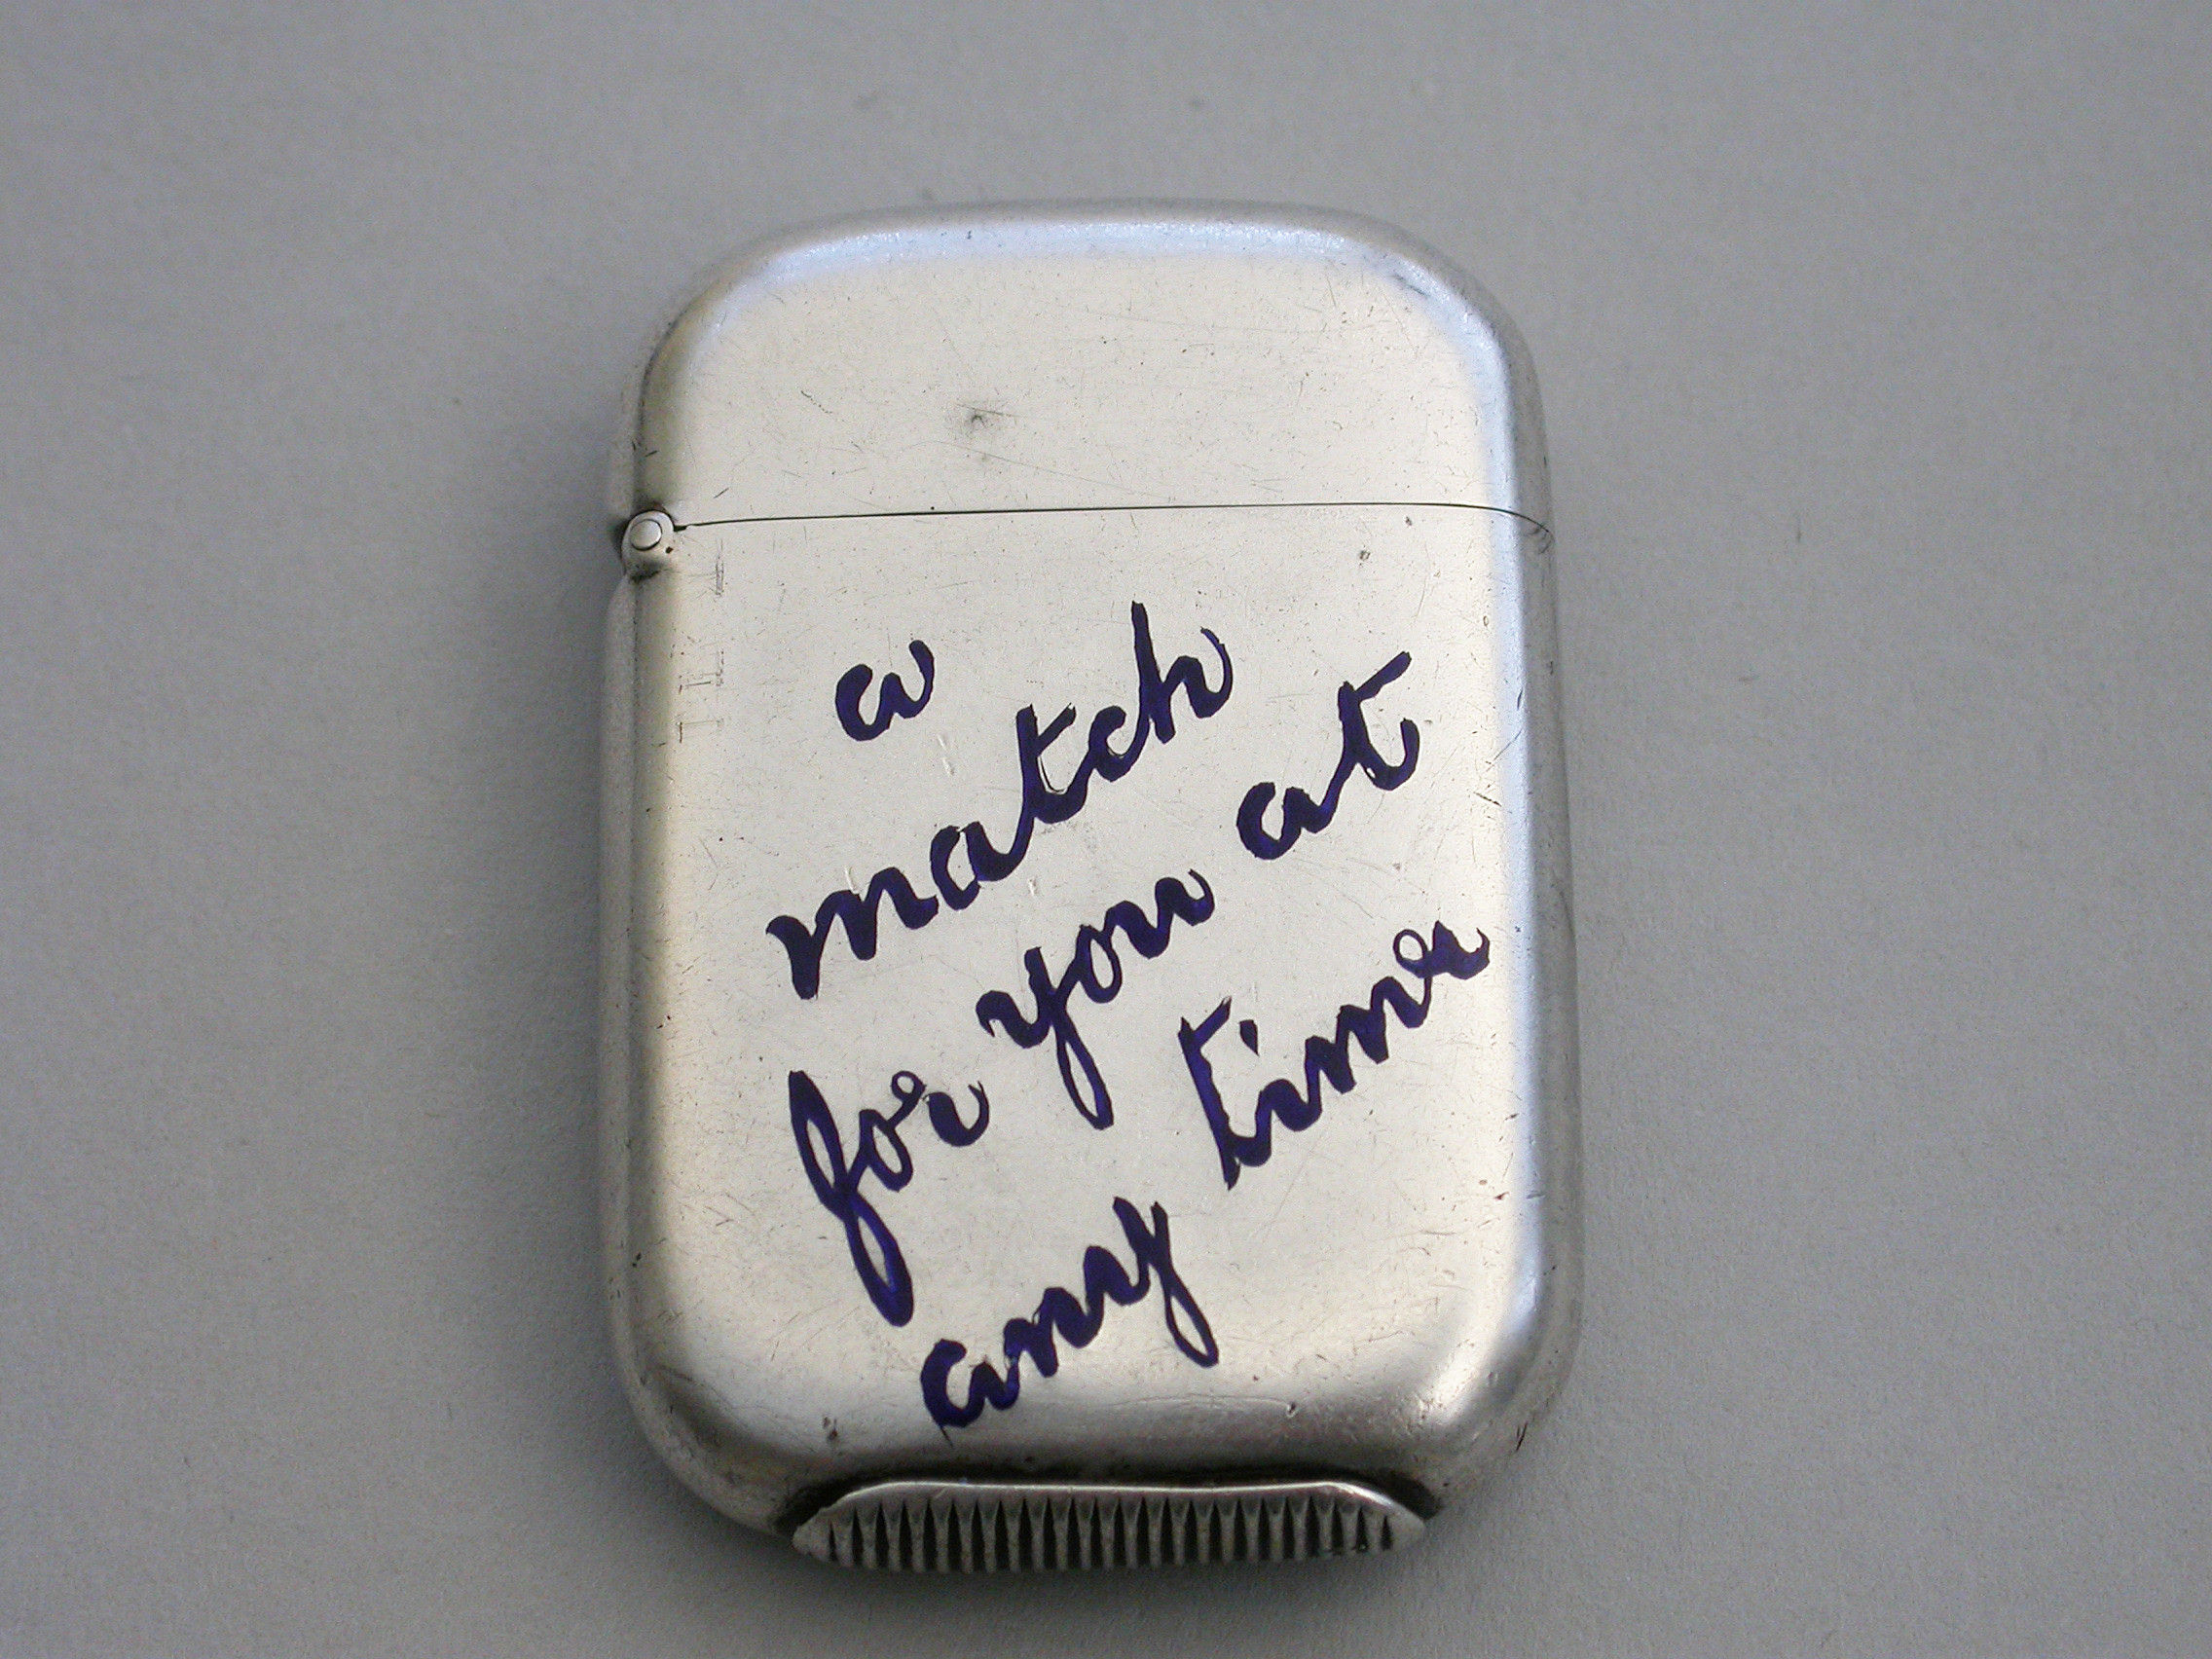 a
match
for you at
any time